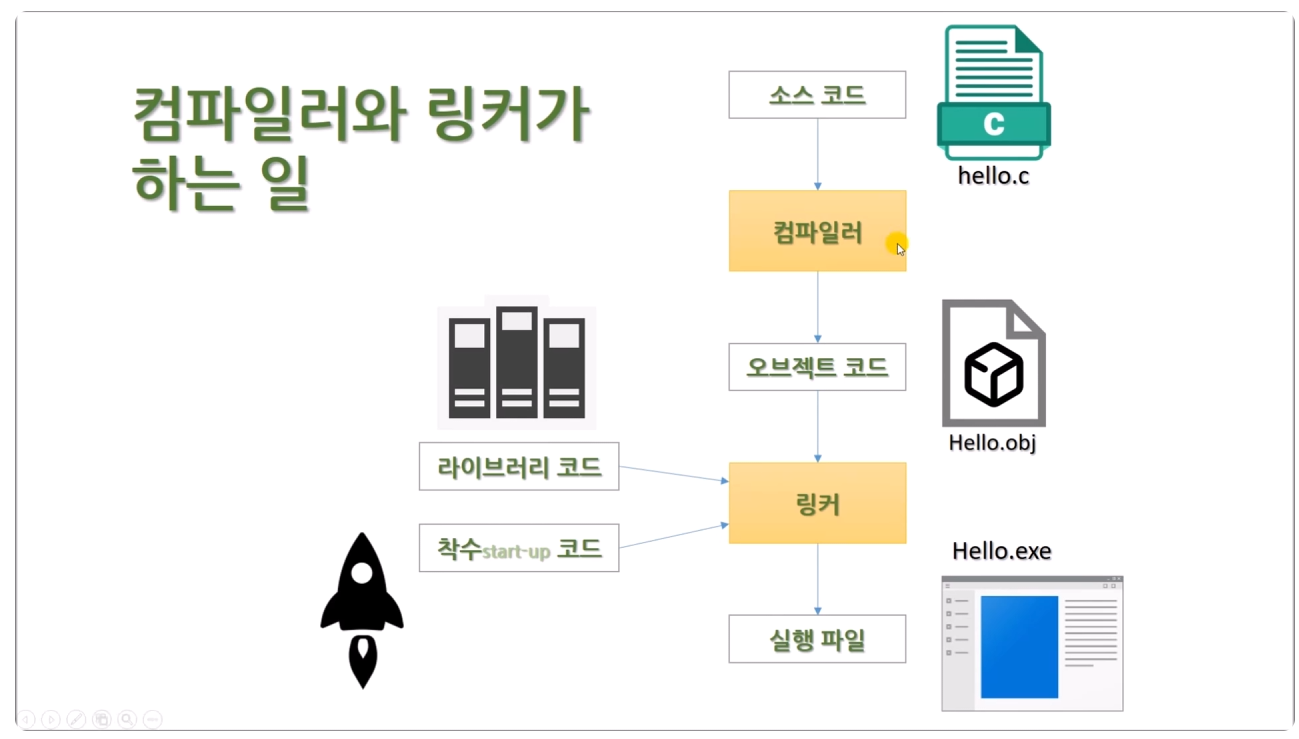 컴파일러와 링커가
하는 일
소스 코드
C
hello.c
컴파일러
오브젝트 코드
Hello.obj
라이브러리 코드
착수start-up 코드
링커
Hello.exe
실행 파일